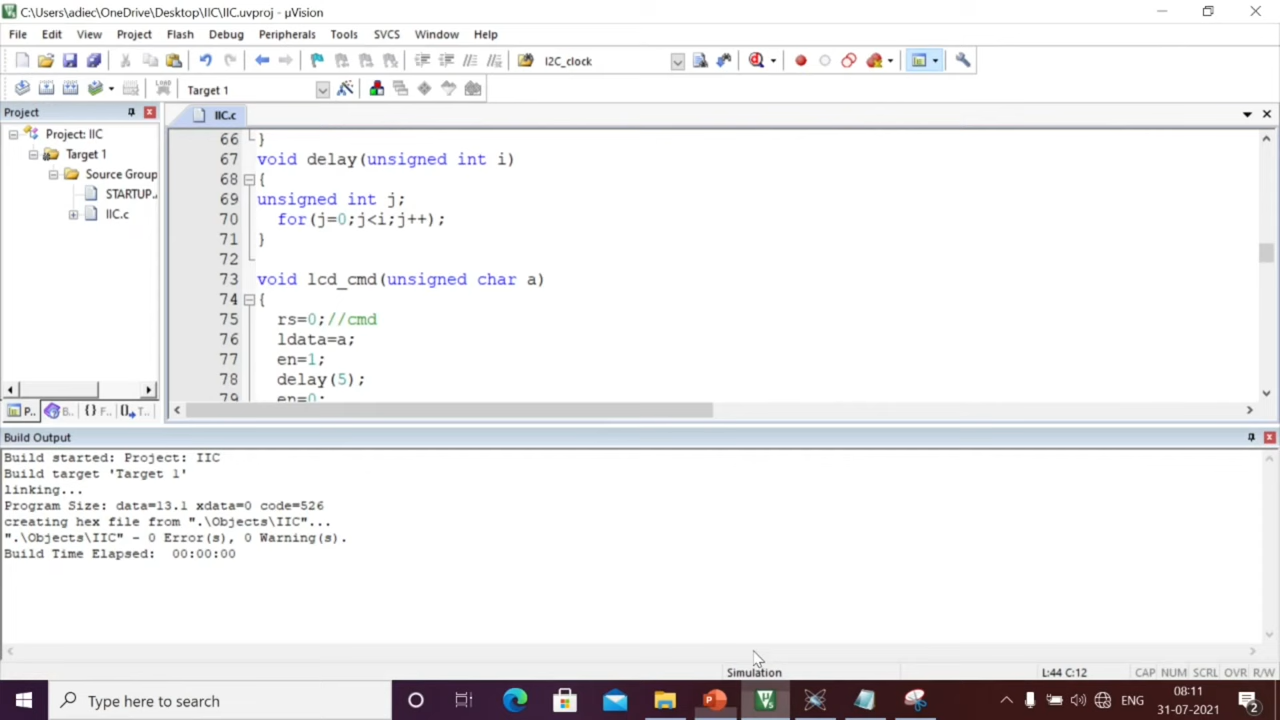 C:\Users\adiec\OneDrive\Desktop\IIC\IIC.uvproj - µVision
File Edit View Project Flash Debug Peripherals Tools SVCS Window Help
I2C_clock
LOAD Target 1
Project
IIC.c
Project: IIC
Target 1
Source Group
STARTUP.
IIC.c
66 }
67 void delay(unsigned int i)
68 {
69 unsigned int j;
70 for(j=0;j<i;j++);
71 }
72
73 void lcd_cmd(unsigned char a)
74 {
75 rs=0;//cmd
76 ldata=a;
77 en=1;
78 delay(5);
79 en=0;
P.. B.. {} F.. T..
Build Output
Build started: Project: IIC
Build target 'Target 1'
linking...
Program Size: data=13.1 xdata=0 code=526
creating hex file from ".\Objects\IIC"...
".\Objects\IIC" - 0 Error(s), 0 Warning(s).
Build Time Elapsed: 00:00:00
Simulation L:44 C:12 CAP NUM SCRL OVR R/W
Type here to search
ENG
08:11
31-07-2021
2